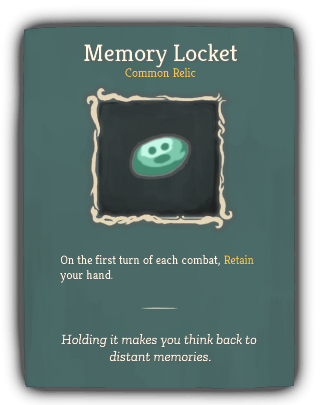 Memory Locket
Common Relic
On the first turn of each combat, Retain
your hand.
Holding it makes you think back to
distant memories.